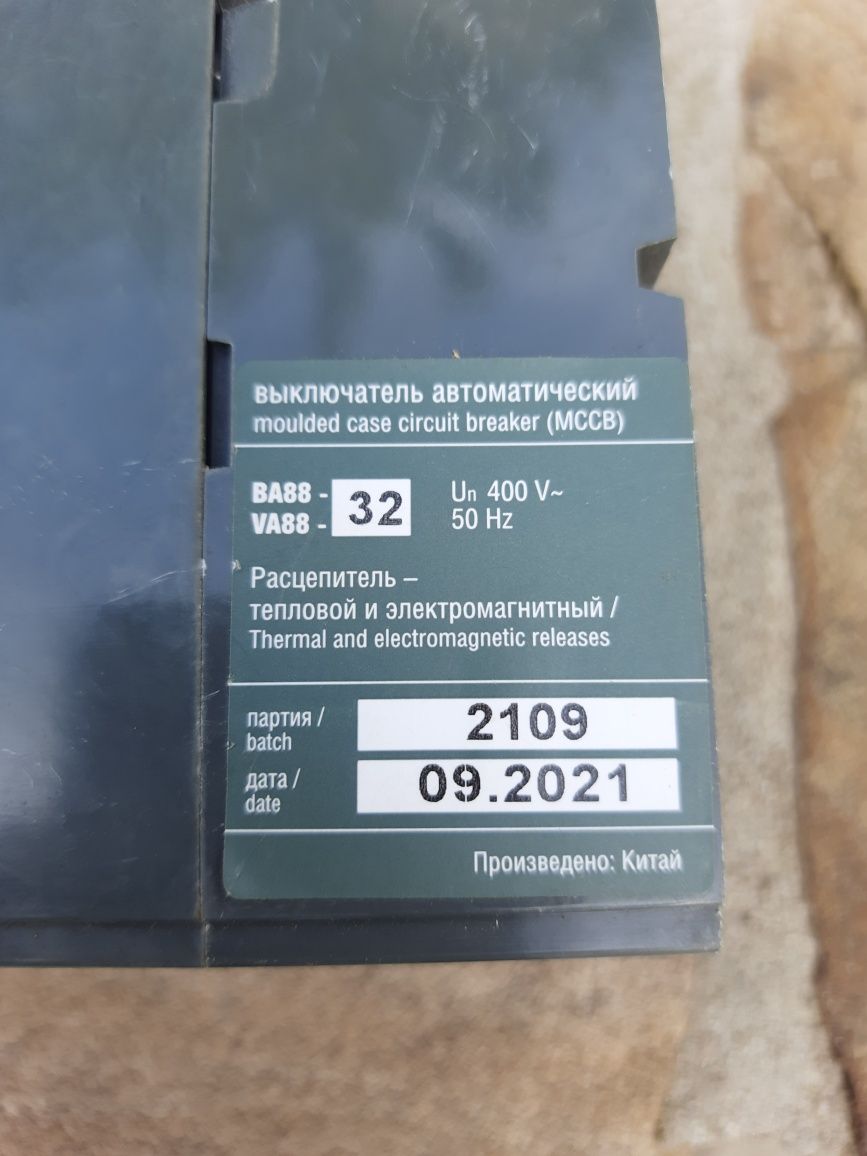 выключатель автоматический
moulded case circuit breaker (MCCB)
ВА88 - 32 Un 400 V~
VA88 - 50 Hz
Расцепитель –
тепловой и электромагнитный /
Thermal and electromagnetic releases
партия / 2109
batch
дата / 09.2021
date
Произведено: Китай